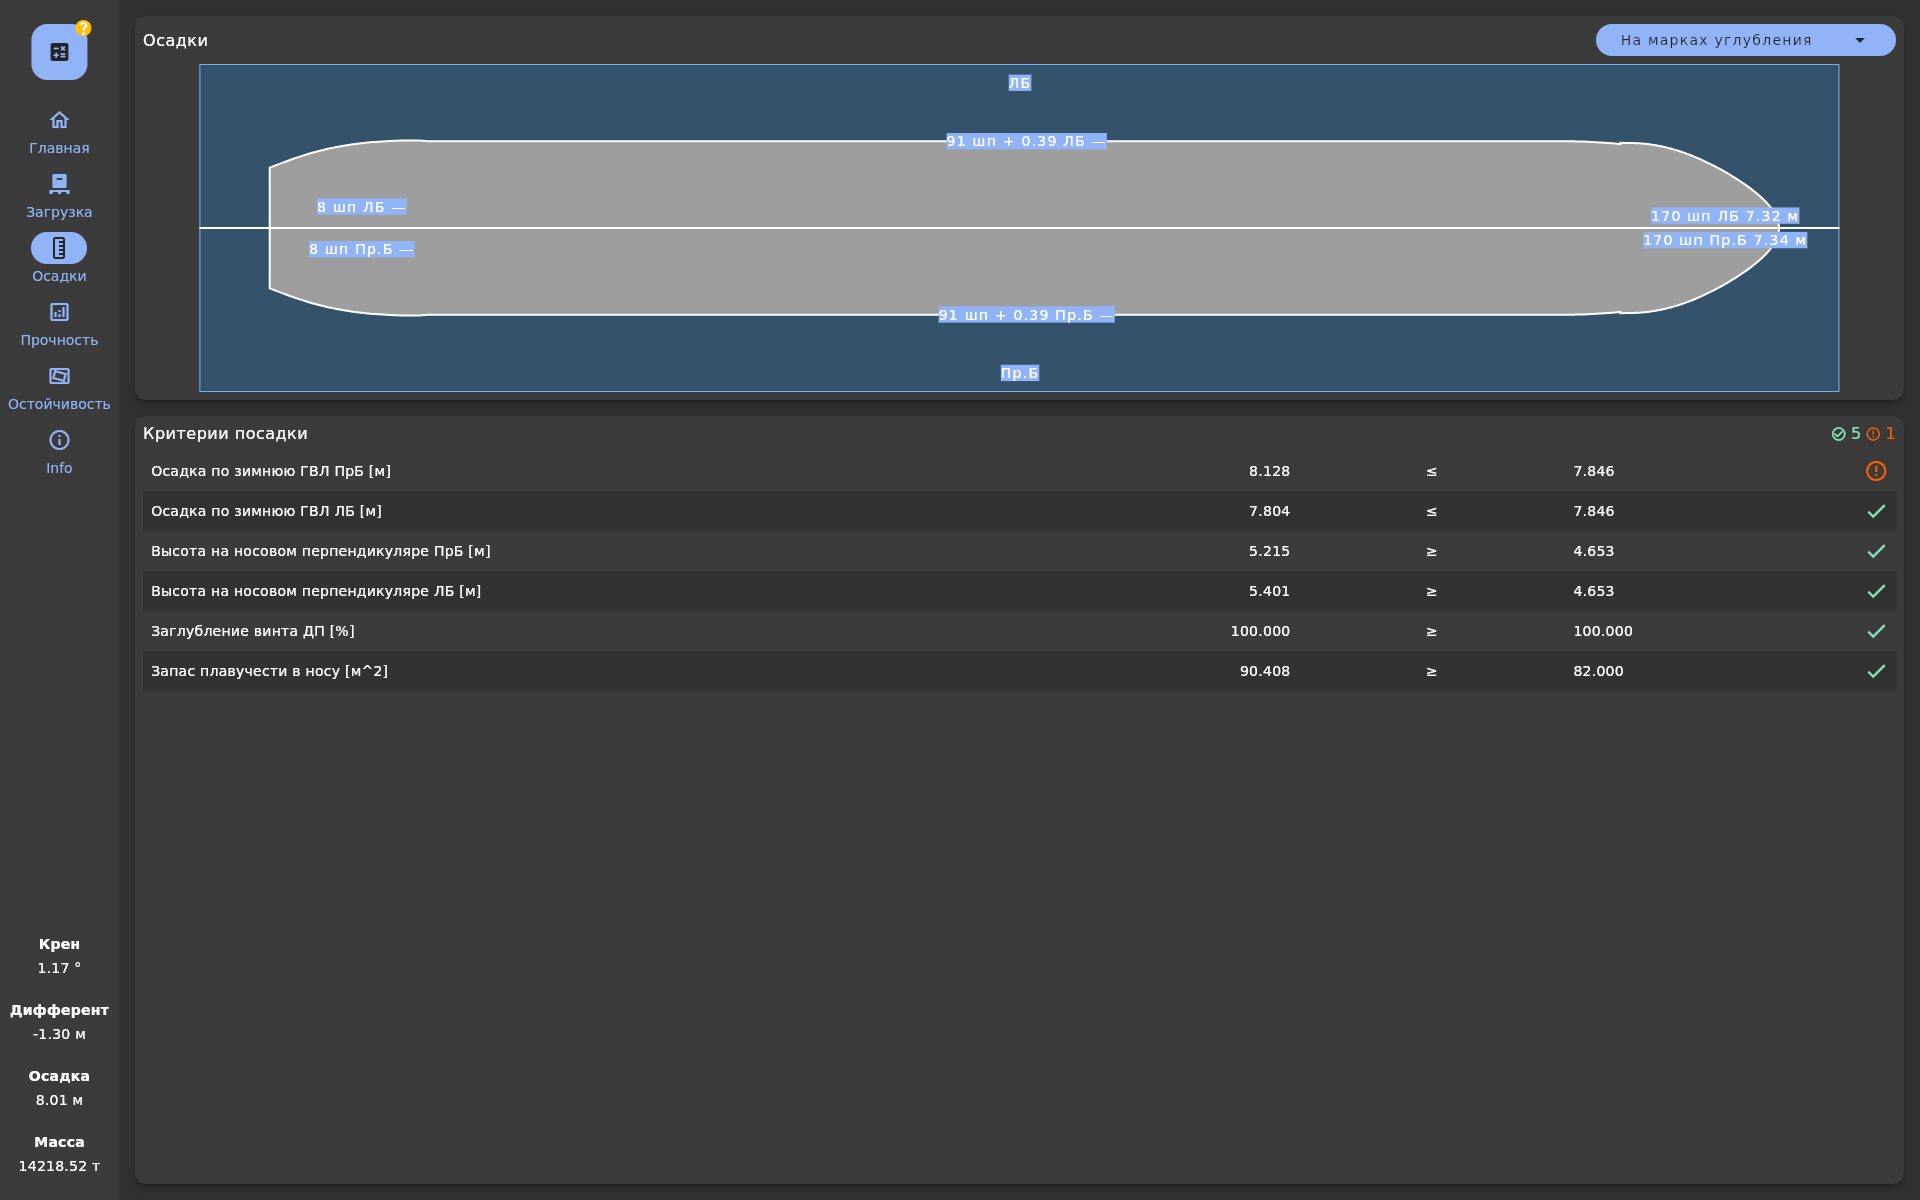 ?
Главная
Загрузка
Осадки
Прочность
Остойчивость
Info
Крен
1.17 °
Дифферент
-1.30 м
Осадка
8.01 м
Масса
14218.52 т
Осадки
На марках углубления
ЛБ
91 шп + 0.39 ЛБ —
8 шп ЛБ —
170 шп ЛБ 7.32 м
8 шп Пр.Б —
170 шп Пр.Б 7.34 м
91 шп + 0.39 Пр.Б —
Пр.Б
Критерии посадки 5 1
Осадка по зимнюю ГВЛ ПрБ [м] 8.128 ≤ 7.846
Осадка по зимнюю ГВЛ ЛБ [м] 7.804 ≤ 7.846
Высота на носовом перпендикуляре ПрБ [м] 5.215 ≥ 4.653
Высота на носовом перпендикуляре ЛБ [м] 5.401 ≥ 4.653
Заглубление винта ДП [%] 100.000 ≥ 100.000
Запас плавучести в носу [м^2] 90.408 ≥ 82.000